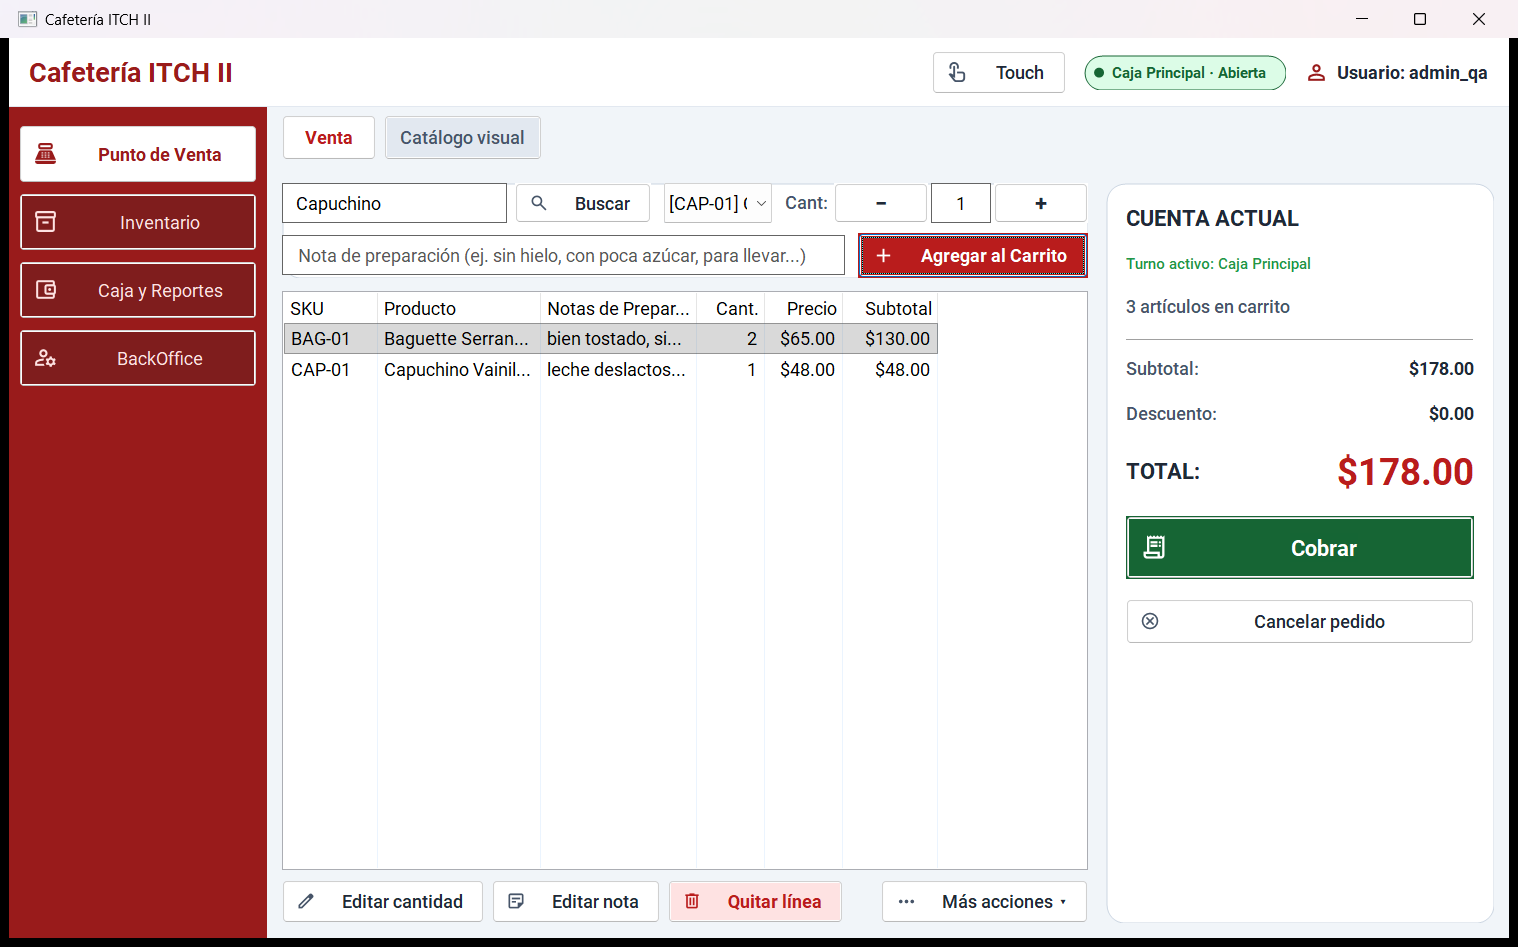 Cafetería ITCH II
Cafetería ITCH II
Touch
Caja Principal · Abierta
Usuario: admin_qa
Punto de Venta
Inventario
Caja y Reportes
BackOffice
Venta
Catálogo visual
Capuchino
Buscar
[CAP-01]
Cant:
−
1
+
Nota de preparación (ej. sin hielo, con poca azúcar, para llevar...)
+ Agregar al Carrito
SKU Producto Notas de Prepar... Cant. Precio Subtotal
BAG-01 Baguette Serran... bien tostado, si... 2 $65.00 $130.00
CAP-01 Capuchino Vainil... leche deslactos... 1 $48.00 $48.00
Editar cantidad
Editar nota
Quitar línea
Más acciones
CUENTA ACTUAL
Turno activo: Caja Principal
3 artículos en carrito
Subtotal: $178.00
Descuento: $0.00
TOTAL: $178.00
Cobrar
Cancelar pedido